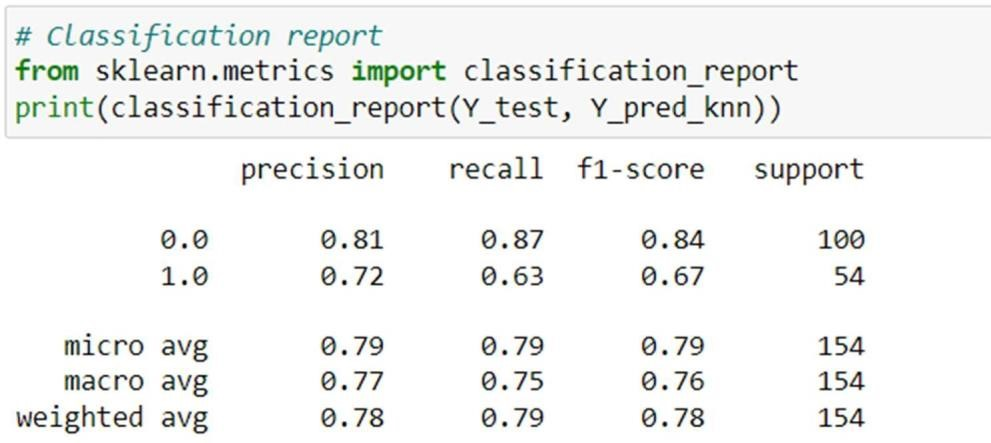 # Classification report
from sklearn.metrics import classification_report
print(classification_report(Y_test, Y_pred_knn))
precision recall f1-score support
0.0 0.81 0.87 0.84 100
1.0 0.72 0.63 0.67 54
micro avg 0.79 0.79 0.79 154
macro avg 0.77 0.75 0.76 154
weighted avg 0.78 0.79 0.78 154